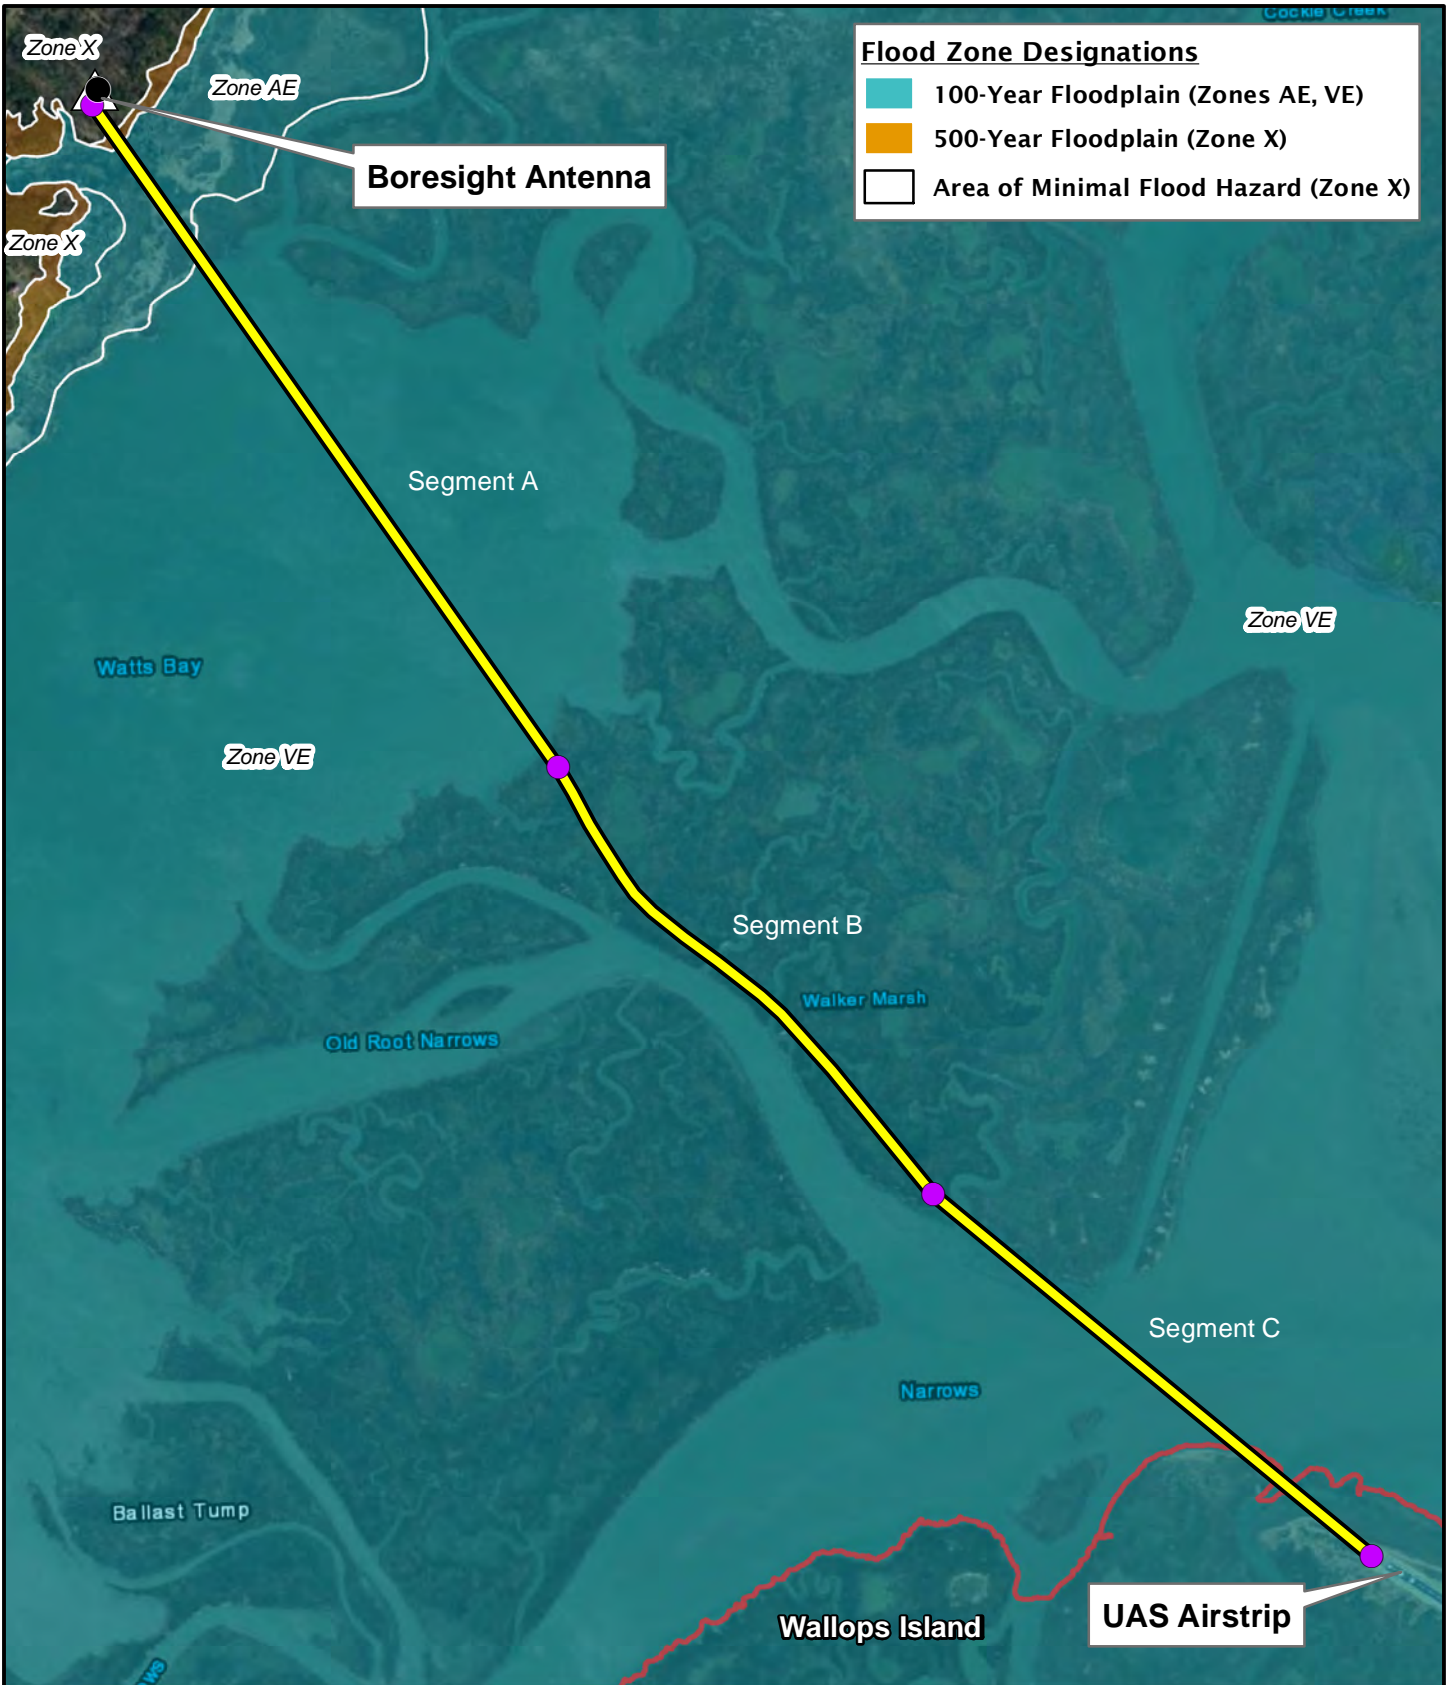 Cockle Creek
Flood Zone Designations
100-Year Floodplain (Zones AE, VE)
500-Year Floodplain (Zone X)
Area of Minimal Flood Hazard (Zone X)
Zone X
Zone AE
Boresight Antenna
Zone X
Segment A
Zone VE
Watts Bay
Zone VE
Segment B
Walker Marsh
Old Root Narrows
Segment C
Narrows
Ballast Tump
UAS Airstrip
Wallops Island